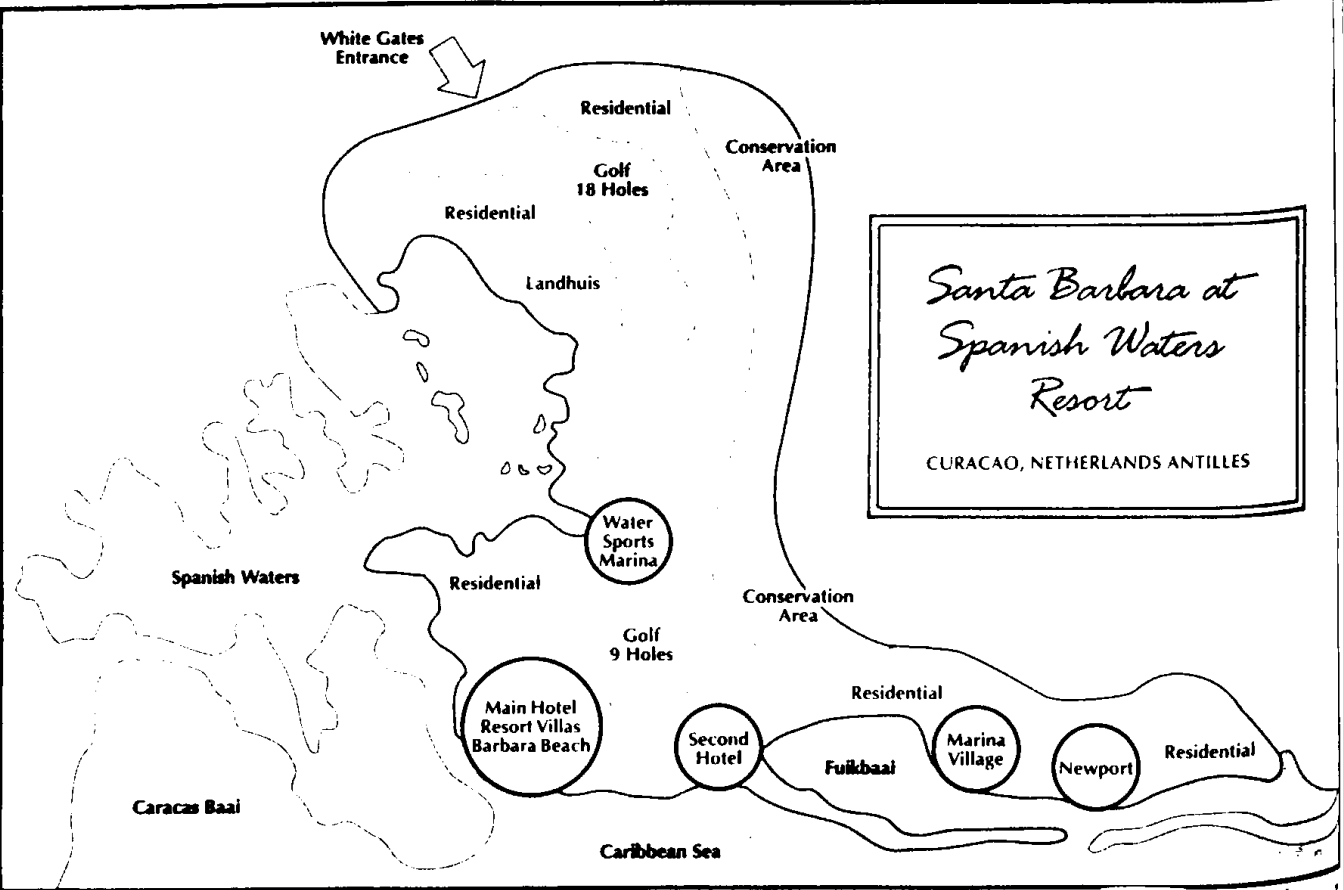 White Gates
Entrance
Residential
Conservation
Area
Golf
18 Holes
Residential
Landhuis
Santa Barbara at
Spanish Waters
Resort
CURACAO, NETHERLANDS ANTILLES
Water
Sports
Marina
Spanish Waters
Residential
Conservation
Area
Golf
9 Holes
Residential
Main Hotel
Resort Villas
Barbara Beach
Second
Hotel
Fuikbaai
Marina
Village
Newport
Residential
Caracas Baai
Caribbean Sea